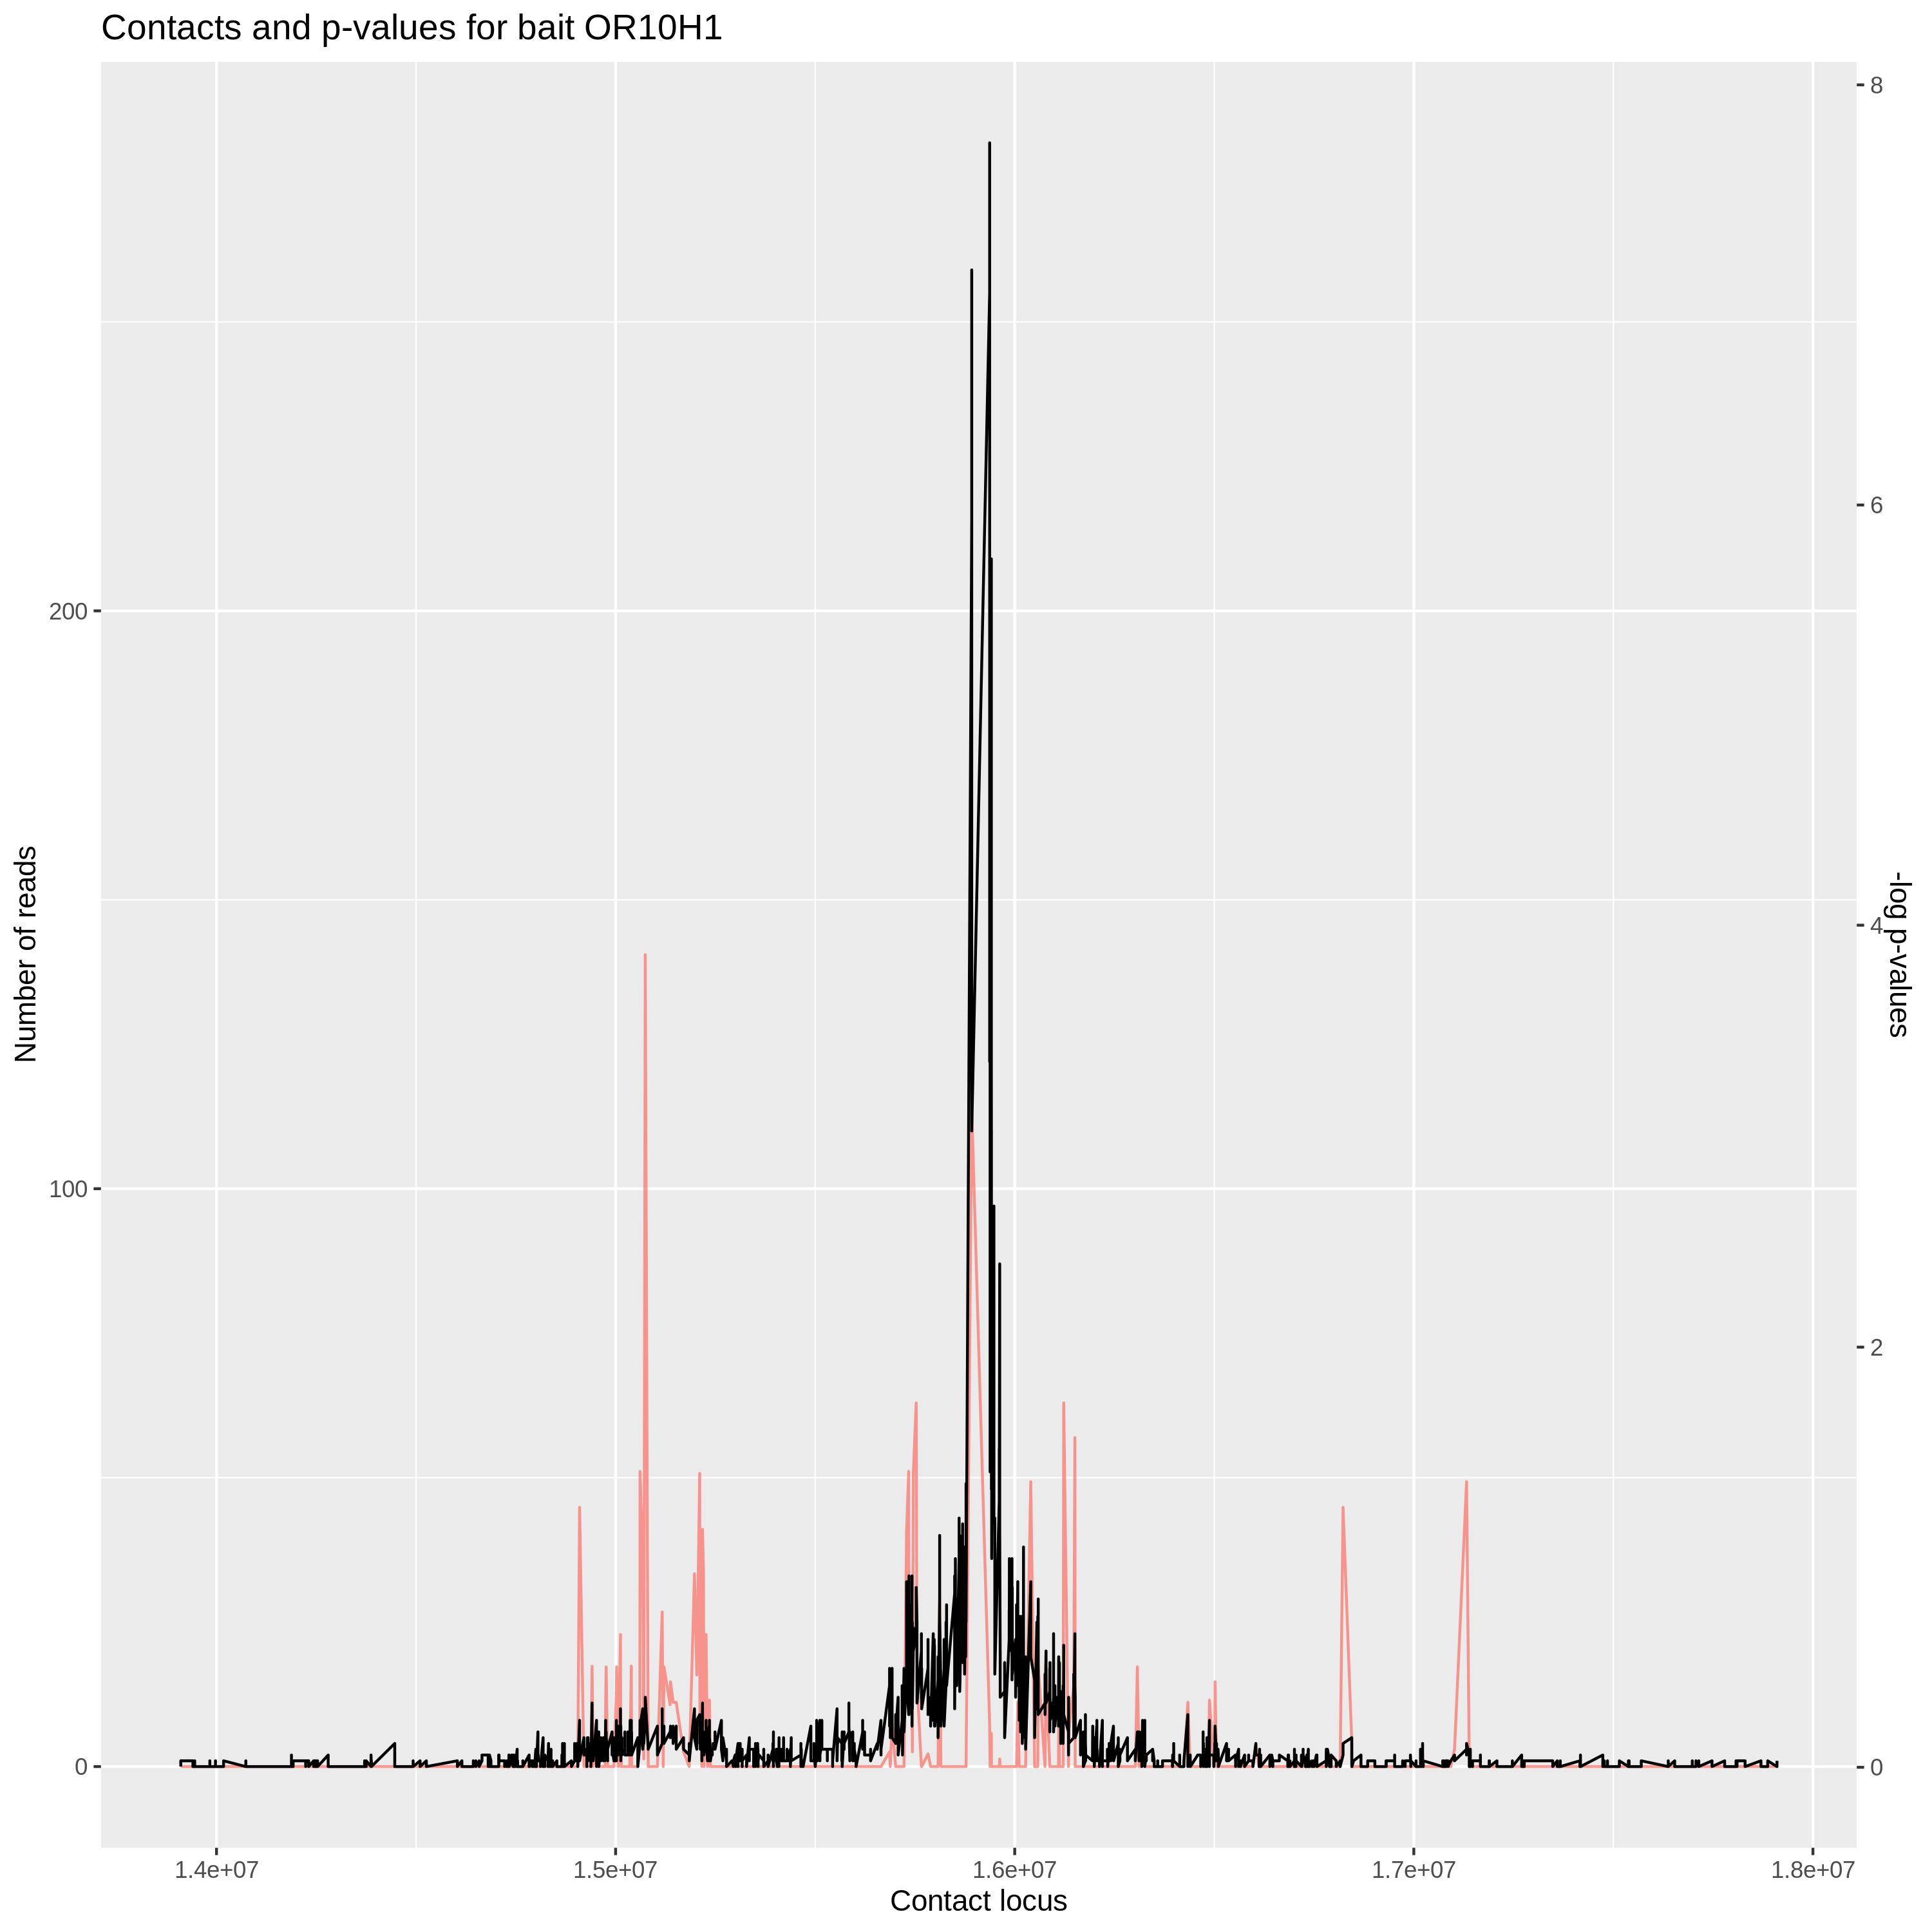 Contacts and p-values for bait OR10H1
Number of reads
200
100
0
8
6
4
2
0
-log p-values
1.4e+07
1.5e+07
1.6e+07
1.7e+07
1.8e+07
Contact locus